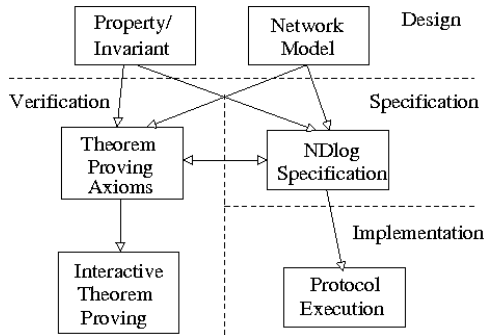 Property/
Invariant
Network
Model
Design
Verification
Specification
Theorem
Proving
Axioms
NDlog
Specification
Implementation
Interactive
Theorem
Proving
Protocol
Execution